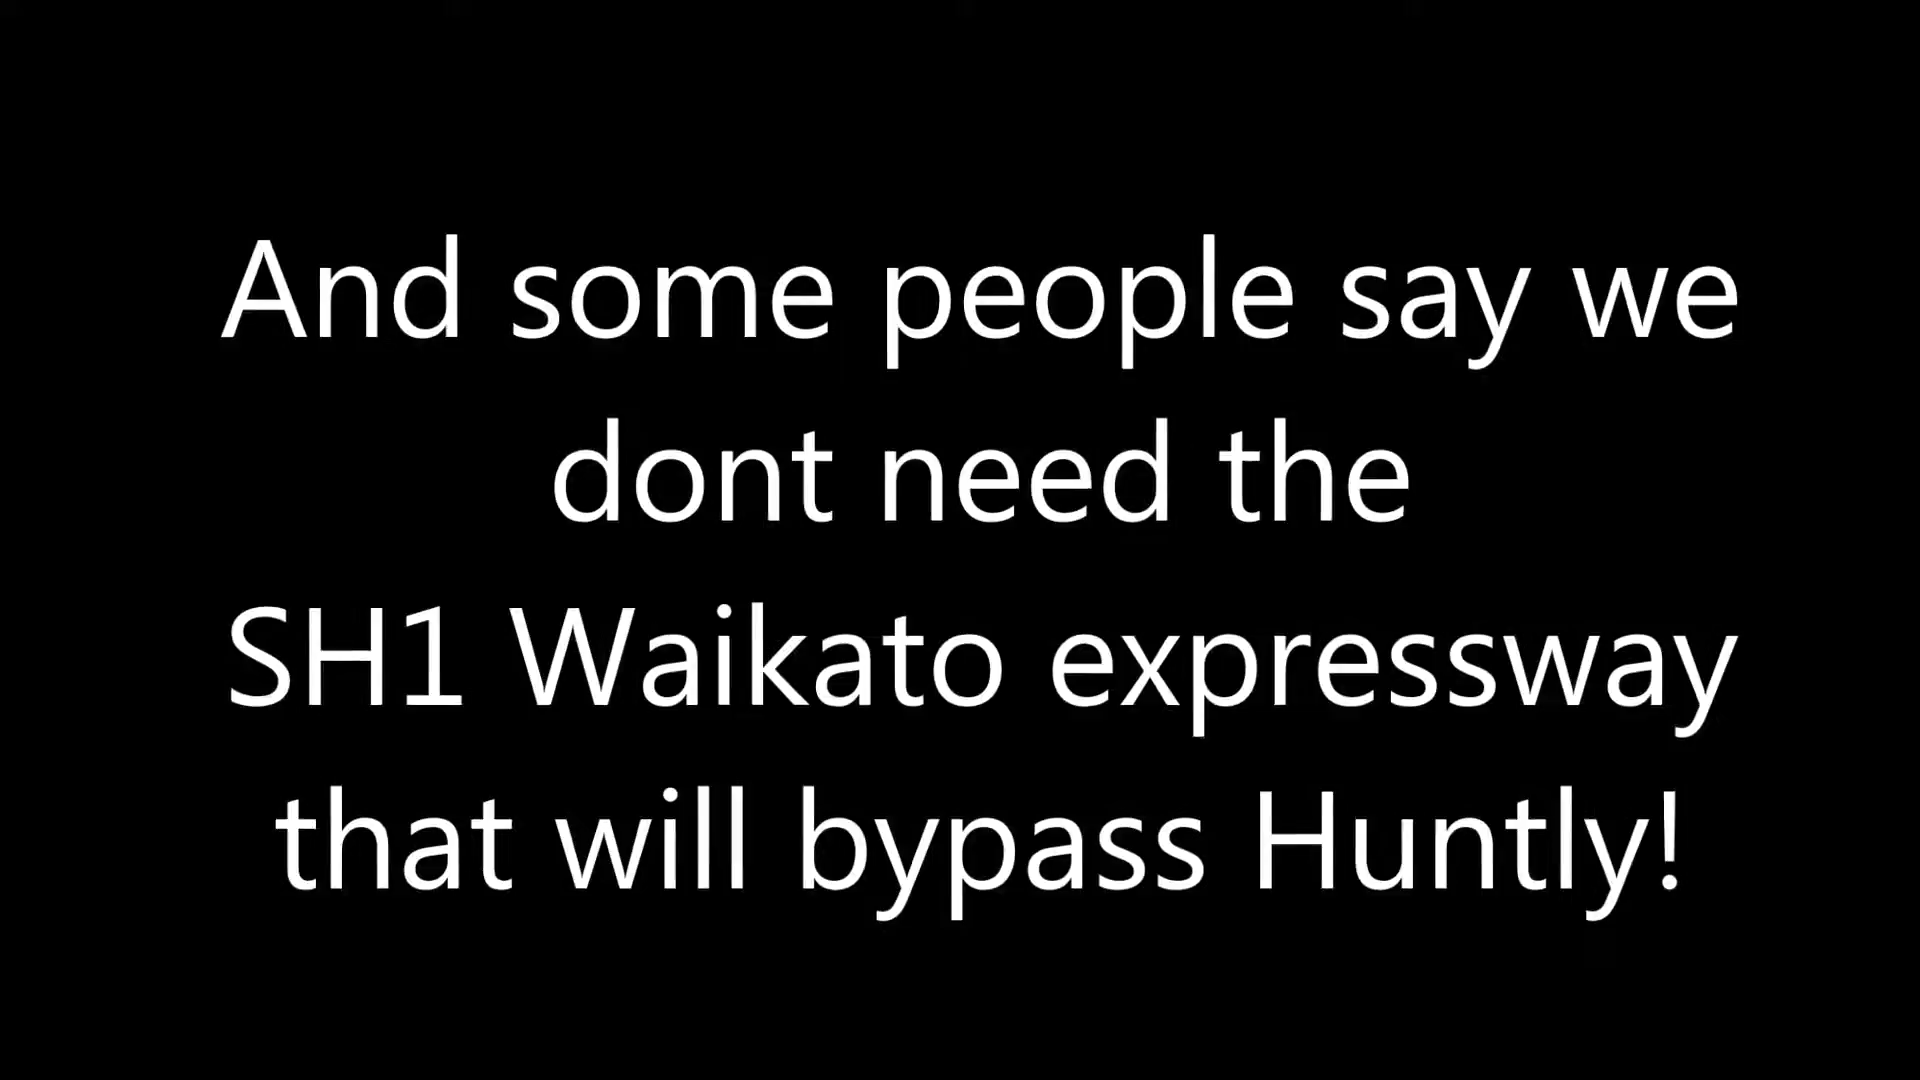 And some people say we
dont need the
SH1 Waikato expressway
that will bypass Huntly!